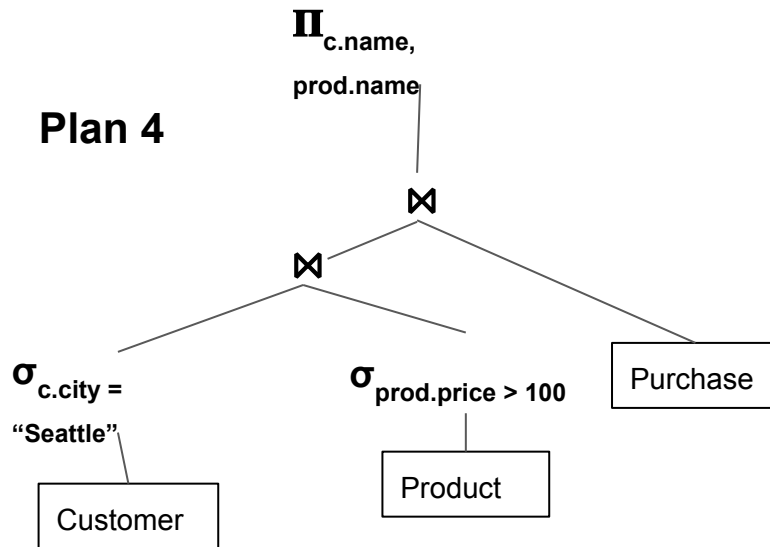 Π c.name,
prod.name
Plan 4
⋈
⋈
σ c.city =
“Seattle”
σ prod.price > 100
Purchase
Customer
Product